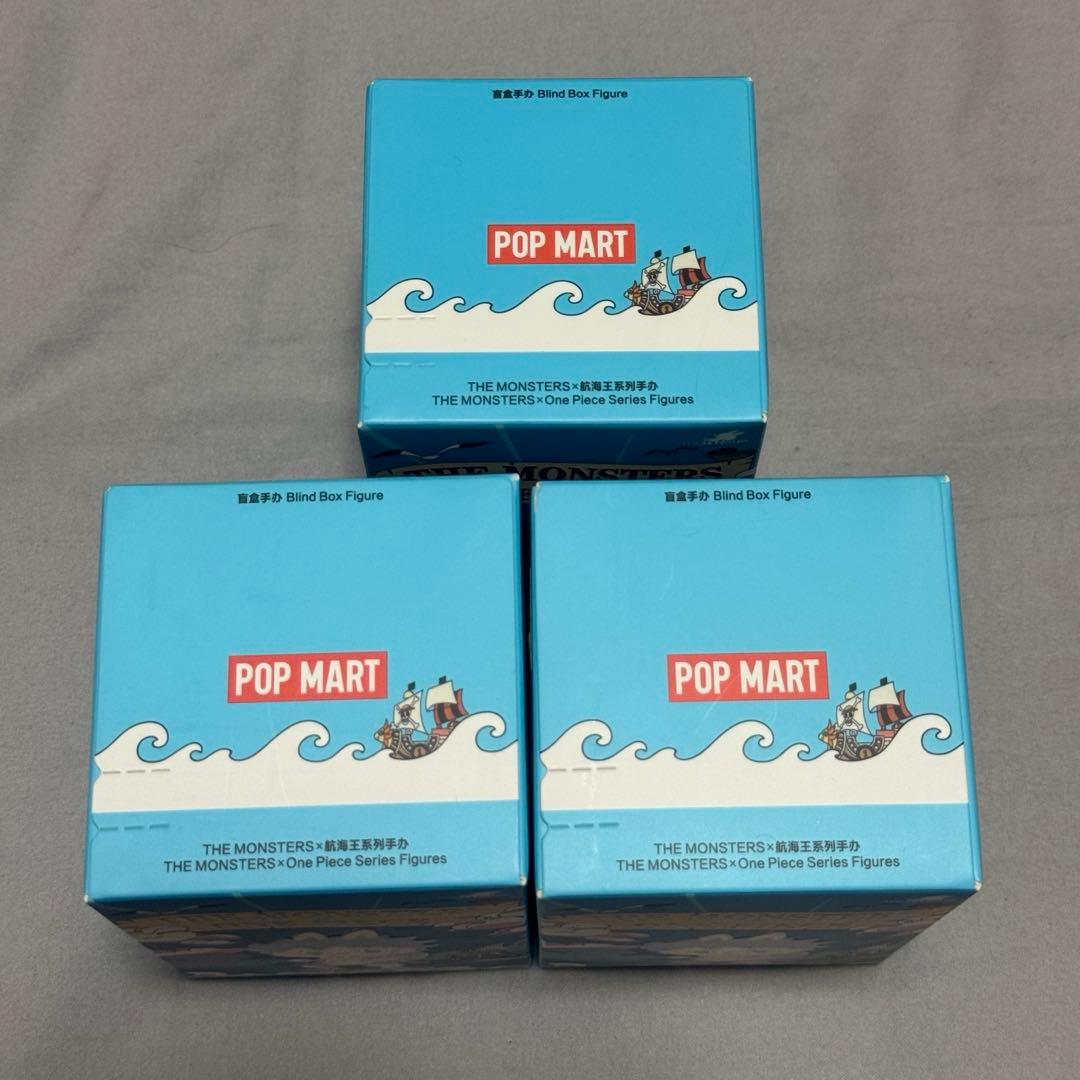 盲盒手办 Blind Box Figure
POP MART
THE MONSTERS×航海王系列手办
THE MONSTERS×One Piece Series Figures
THE MONSTERS
盲盒手办 Blind Box Figure
POP MART
THE MONSTERS×航海王系列手办
THE MONSTERS×One Piece Series Figures
盲盒手办 Blind Box Figure
POP MART
THE MONSTERS×航海王系列手办
THE MONSTERS×One Piece Series Figures